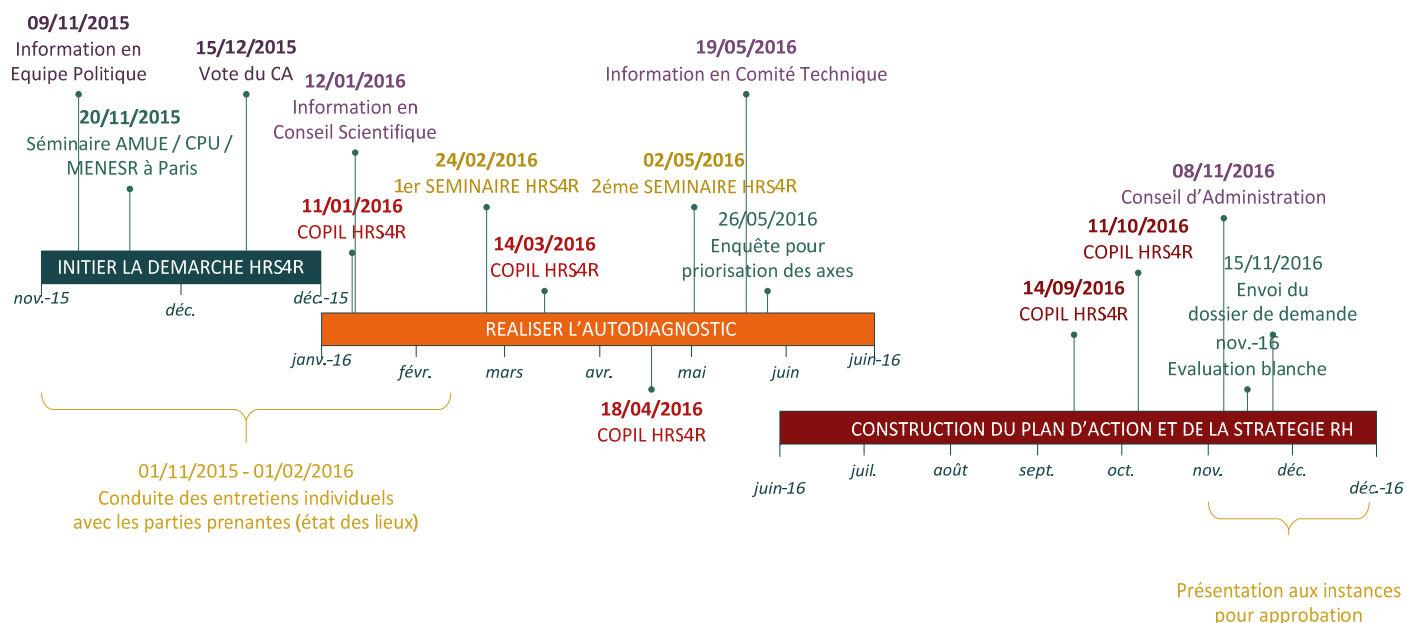 09/11/2015
Information en
Equipe Politique
15/12/2015
Vote du CA
20/11/2015
Séminaire AMUE / CPU /
MENESR à Paris
12/01/2016
Information en
Conseil Scientifique
11/01/2016
COPIL HRS4R
24/02/2016
1er SEMINAIRE HRS4R
14/03/2016
COPIL HRS4R
02/05/2016
2éme SEMINAIRE HRS4R
19/05/2016
Information en Comité Technique
26/05/2016
Enquête pour
priorisation des axes
08/11/2016
Conseil d’Administration
11/10/2016
COPIL HRS4R
14/09/2016
COPIL HRS4R
15/11/2016
Envoi du
dossier de demande
nov.-16
Evaluation blanche
INITIER LA DEMARCHE HRS4R
nov.-15
déc.
déc.-15
REALISER L’AUTODIAGNOSTIC
janv.-16
févr.
mars
avr.
mai
juin
juin-16
18/04/2016
COPIL HRS4R
CONSTRUCTION DU PLAN D’ACTION ET DE LA STRATEGIE RH
juin-16
juil.
août
sept.
oct.
nov.
déc.
déc.-16
01/11/2015 - 01/02/2016
Conduite des entretiens individuels
avec les parties prenantes (état des lieux)
Présentation aux instances
pour approbation